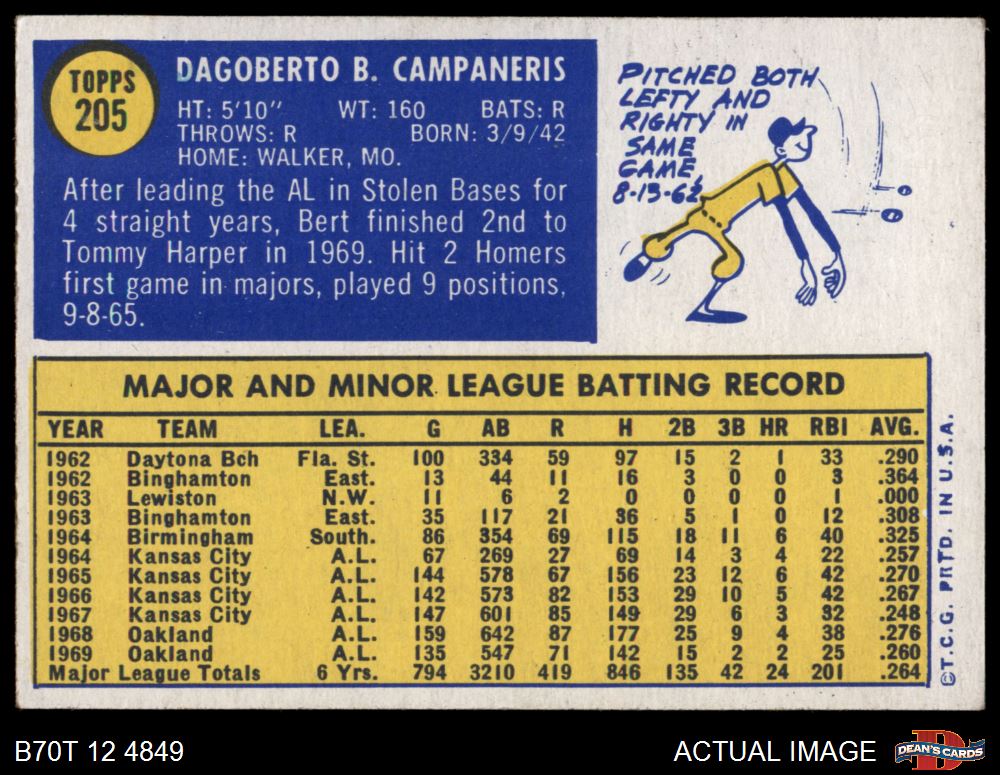 TOPPS
205
DAGOBERTO B. CAMPANERIS
HT: 5'10" WT: 160 BATS: R
THROWS: R BORN: 3/9/42
HOME: WALKER, MO.
After leading the AL in Stolen Bases for
4 straight years, Bert finished 2nd to
Tommy Harper in 1969. Hit 2 Homers
first game in majors, played 9 positions,
9-8-65.
PITCHED BOTH
LEFTY AND
RIGHTY IN
SAME
GAME,
8-13-62
MAJOR AND MINOR LEAGUE BATTING RECORD
YEAR TEAM LEA. G AB R H 2B 3B HR RBI AVG.
1962 Daytona Bch Fla. St. 100 334 59 97 15 2 1 33 .290
1962 Binghamton East. 13 44 11 16 3 0 0 3 .364
1963 Lewiston N.W. 11 6 2 0 0 0 0 1 .000
1963 Binghamton East. 35 117 21 36 5 1 0 12 .308
1964 Birmingham South. 86 354 69 115 18 11 6 40 .325
1964 Kansas City A.L. 67 269 27 69 14 3 4 22 .257
1965 Kansas City A.L. 144 578 67 156 23 12 6 42 .270
1966 Kansas City A.L. 142 573 82 153 29 10 5 42 .267
1967 Kansas City A.L. 147 601 85 149 29 6 3 32 .248
1968 Oakland A.L. 159 642 87 177 25 9 4 38 .276
1969 Oakland A.L. 135 547 71 142 15 2 2 25 .260
Major League Totals 6 Yrs. 794 3210 419 846 135 42 24 201 .264
©T.C.G. PRTD. IN U.S.A.
B70T 12 4849
ACTUAL IMAGE
D
DEAN'S CARDS